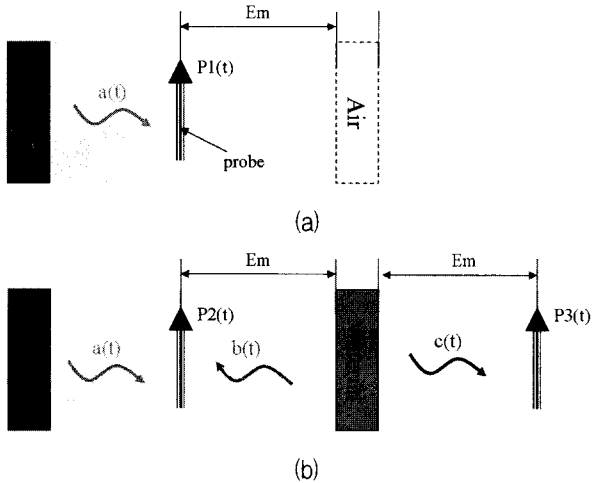 Em
P1(t)
a(t)
Air
probe
(a)
Em
Em
P2(t)
P3(t)
a(t)
b(t)
c(t)
(b)